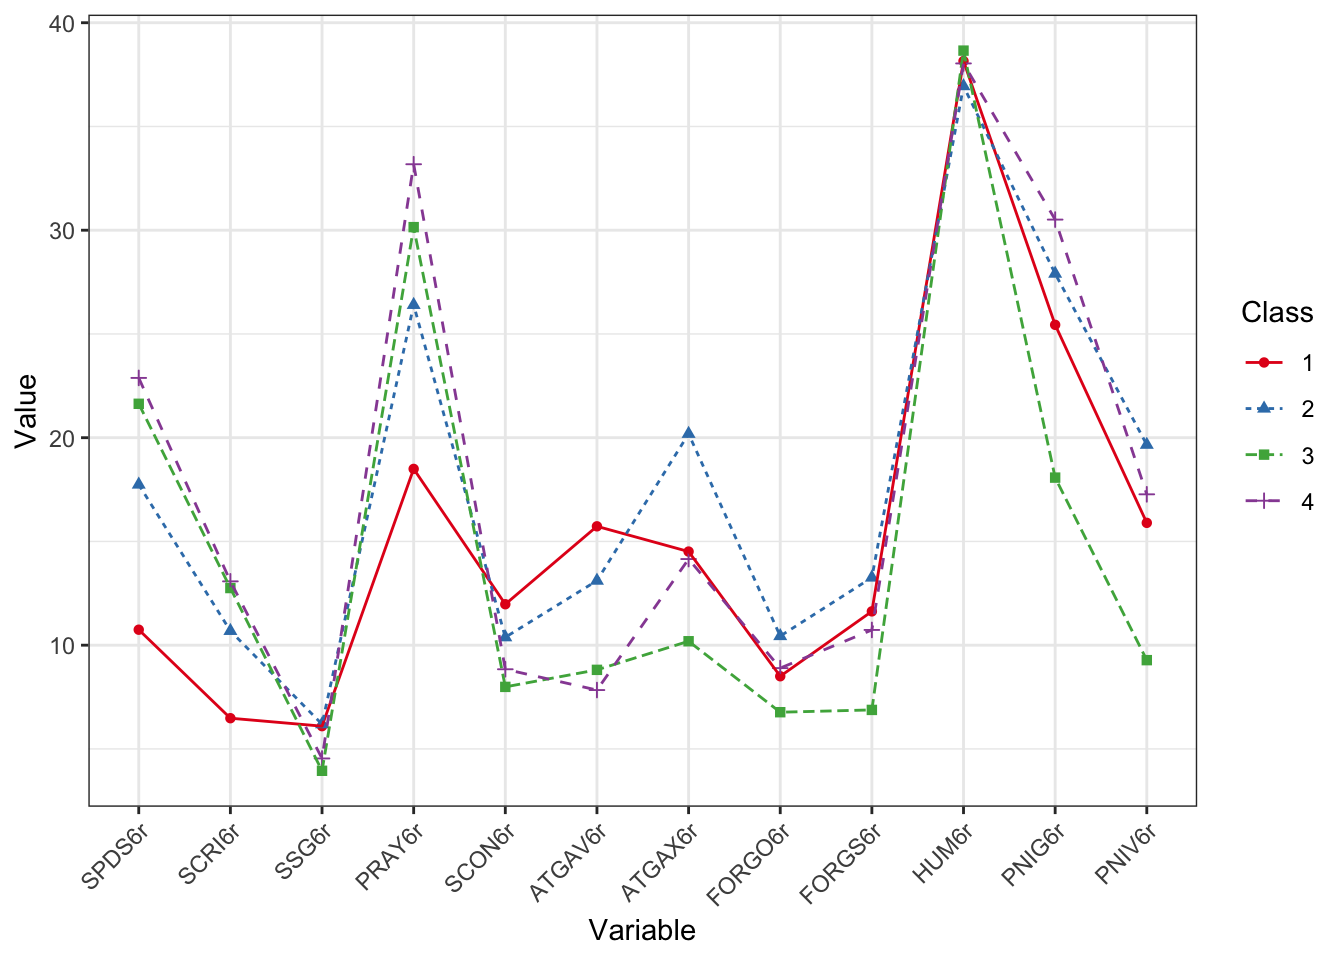 40
30
20
10
Value
SPDS6r
SCRI6r
SSG6r
PRAY6r
SCON6r
ATGAV6r
ATGAX6r
FORGO6r
FORGS6r
HUM6r
PNIG6r
PNIV6r
Variable
Class
1
2
3
4